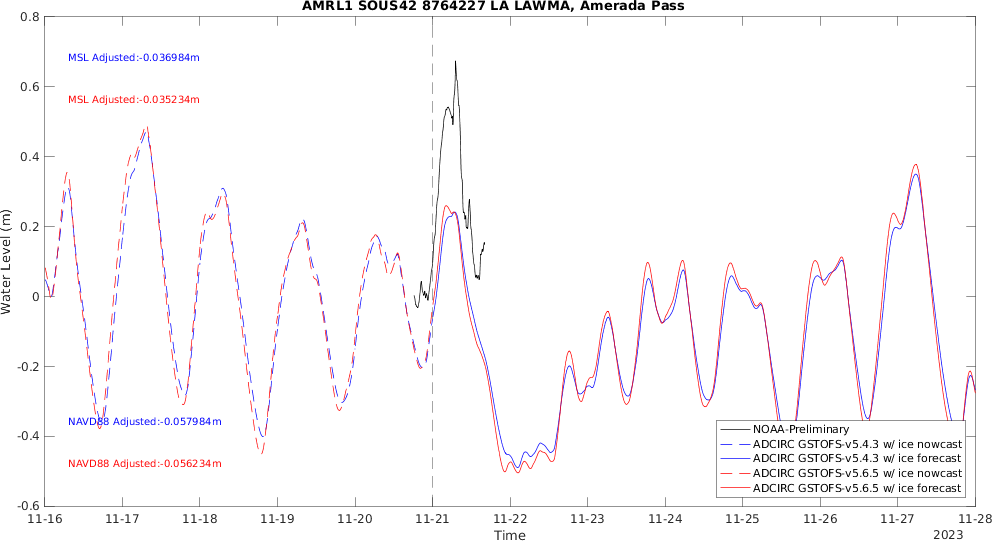 AMRL1 SOUS42 8764227 LA LAWMA, Amerada Pass
MSL Adjusted:-0.036984m
MSL Adjusted:-0.035234m
NAVD88 Adjusted:-0.057984m
NAVD88 Adjusted:-0.056234m
Water Level (m)
0.8
0.6
0.4
0.2
0
-0.2
-0.4
-0.6
NOAA-Preliminary
ADCIRC GSTOFS-v5.4.3 w/ ice nowcast
ADCIRC GSTOFS-v5.4.3 w/ ice forecast
ADCIRC GSTOFS-v5.6.5 w/ ice nowcast
ADCIRC GSTOFS-v5.6.5 w/ ice forecast
11-16 11-17 11-18 11-19 11-20 11-21 11-22 11-23 11-24 11-25 11-26 11-27 11-28
Time
2023